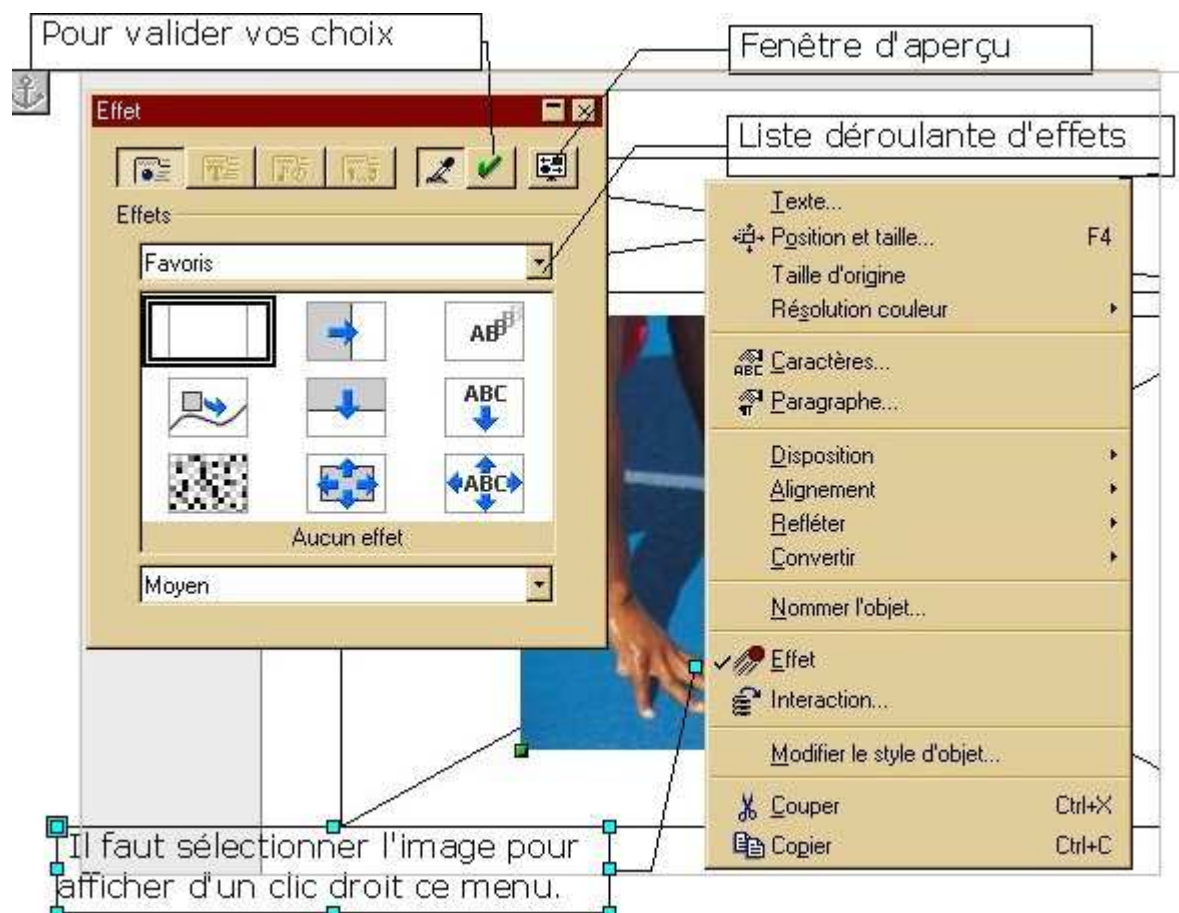 Pour valider vos choix
Fenêtre d'aperçu
Effet
Liste déroulante d'effets
Effets
Favoris
AB
ABC
ABC
Aucun effet
Moyen
Texte...
Position et taille... F4
Taille d'origine
Résolution couleur
ABC Caractères...
Paragraphe...
Disposition
Alignement
Refléter
Convertir
Nommer l'objet...
Effet
Interaction...
Modifier le style d'objet...
Couper Ctrl+X
Copier Ctrl+C
Il faut sélectionner l'image pour
afficher d'un clic droit ce menu.